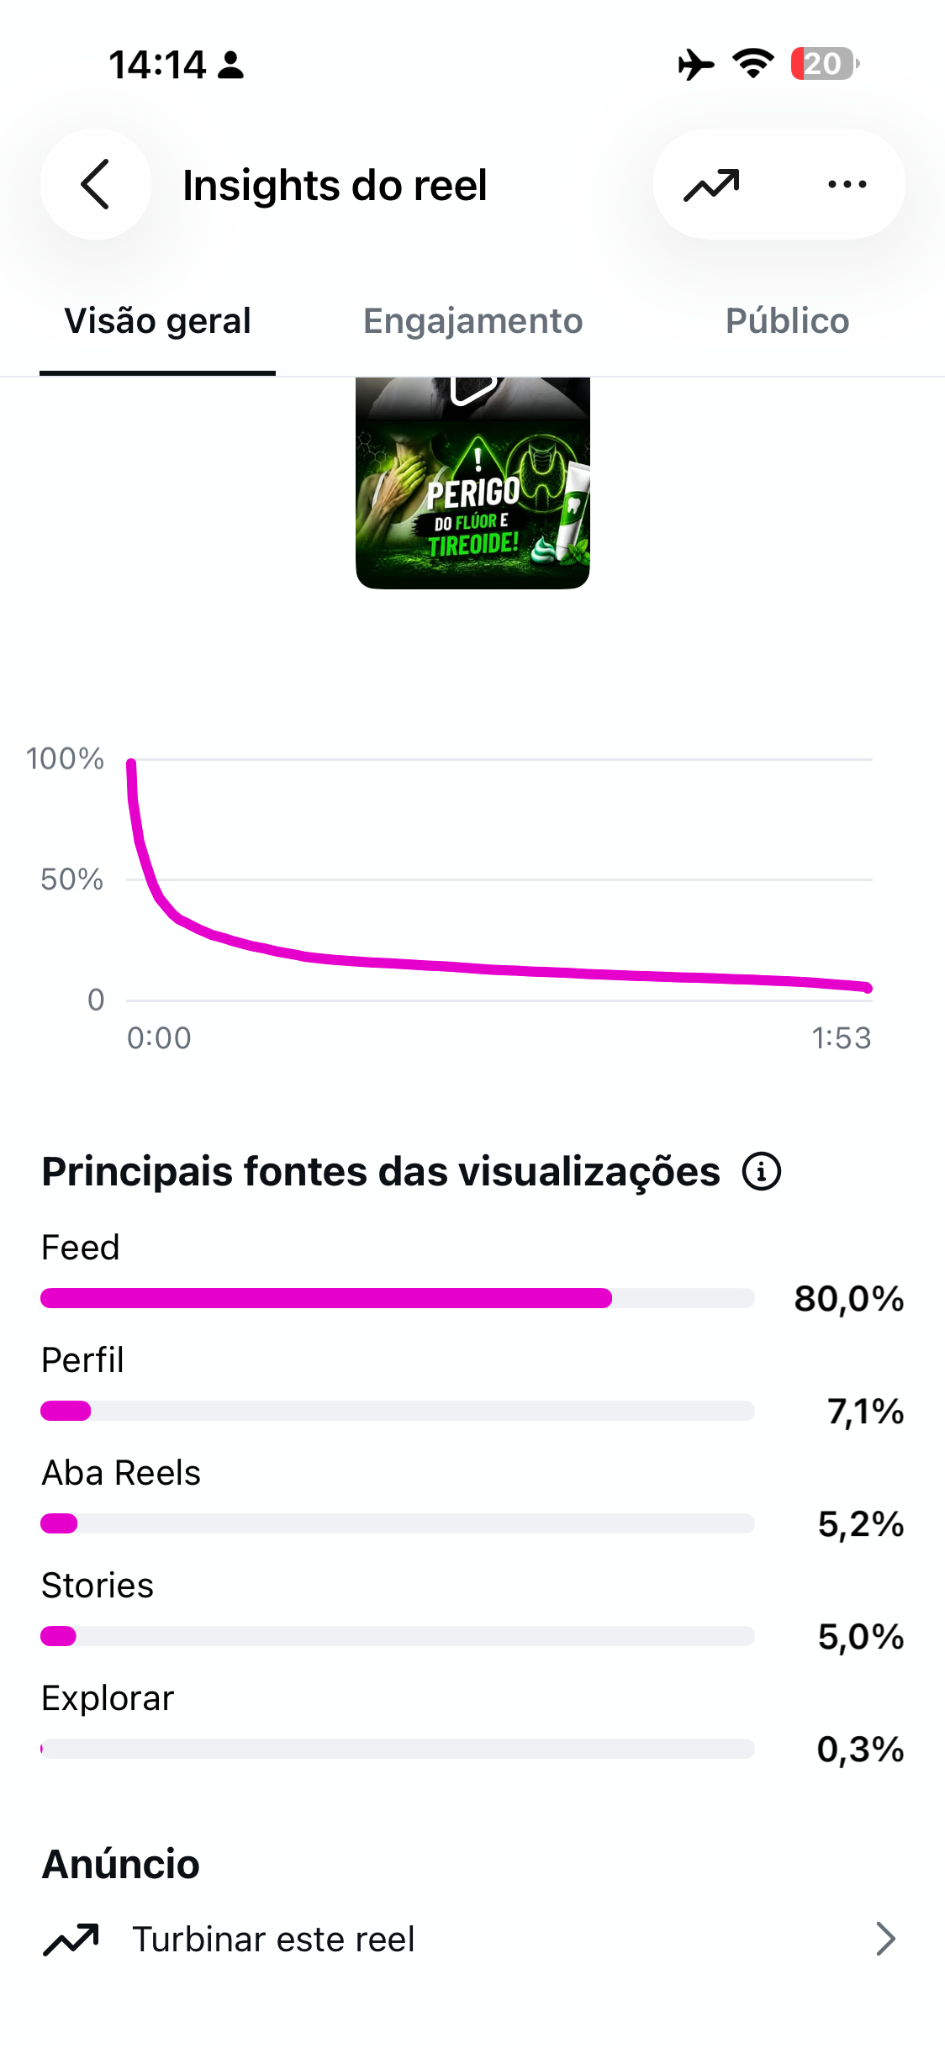 14:14
20
Insights do reel
Visão geral
Engajamento
Público
!
PERIGO
DO FLÚOR E
TIREOIDE!
100%
50%
0
0:00
1:53
Principais fontes das visualizações
Feed
80,0%
Perfil
7,1%
Aba Reels
5,2%
Stories
5,0%
Explorar
0,3%
Anúncio
Turbinar este reel